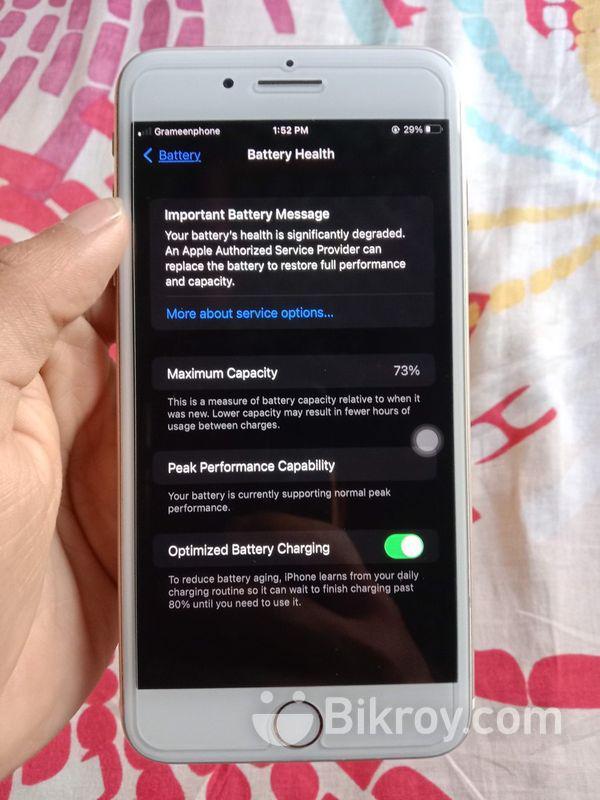 Grameenphone 1:52 PM 29%
Battery Battery Health
Important Battery Message
Your battery's health is significantly degraded.
An Apple Authorized Service Provider can
replace the battery to restore full performance
and capacity.
More about service options...
Maximum Capacity 73%
This is a measure of battery capacity relative to when it
was new. Lower capacity may result in fewer hours of
usage between charges.
Peak Performance Capability
Your battery is currently supporting normal peak
performance.
Optimized Battery Charging
To reduce battery aging, iPhone learns from your daily
charging routine so it can wait to finish charging past
80% until you need to use it.
Bikroy.com